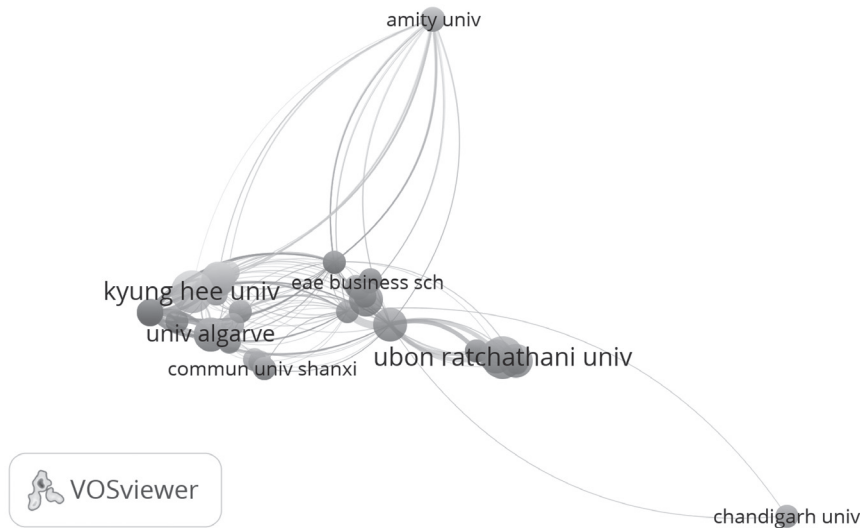 amity univ
eae business sch
kyung hee univ
univ algarve
ubon ratchathani univ
commun univ shanxi
VOSviewer
chandigarh univ